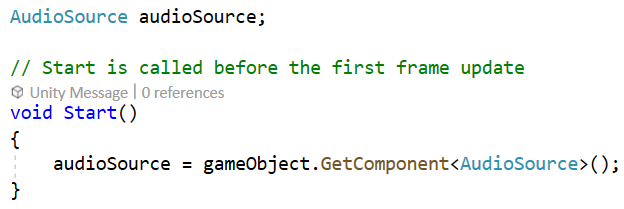 AudioSource audioSource;
// Start is called before the first frame update
Unity Message | 0 references
void Start()
{
audioSource = gameObject.GetComponent<AudioSource>();
}